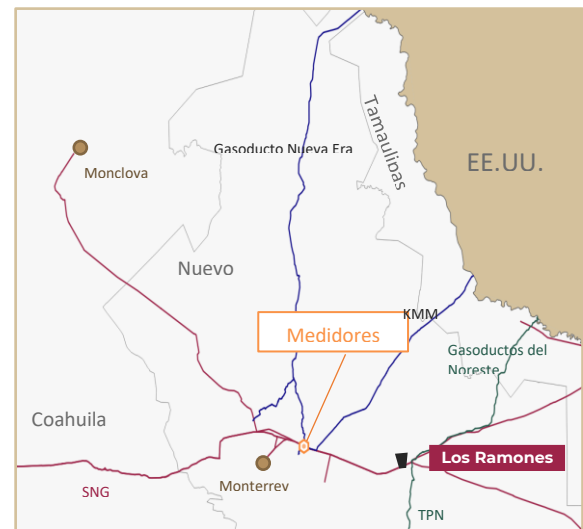 Tamaulipas
Gasoducto Nueva Era
EE.UU.
Monclova
Nuevo
KMM
Medidores
Gasoductos del
Noreste
Coahuila
Los Ramones
Monterrey
SNG
TPN